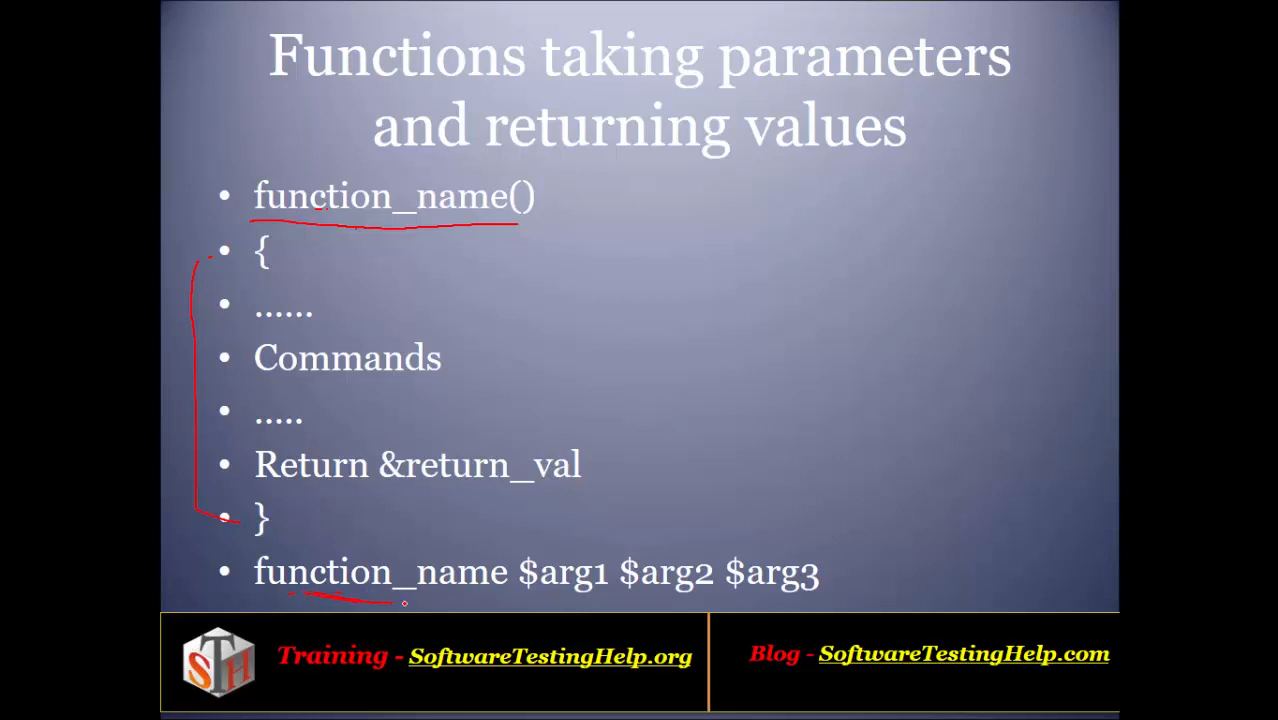 Functions taking parameters
and returning values
• function_name()
• {
• ......
• Commands
• .....
• Return &return_val
• }
• function_name $arg1 $arg2 $arg3
STH
Training - SoftwareTestingHelp.org
Blog - SoftwareTestingHelp.com